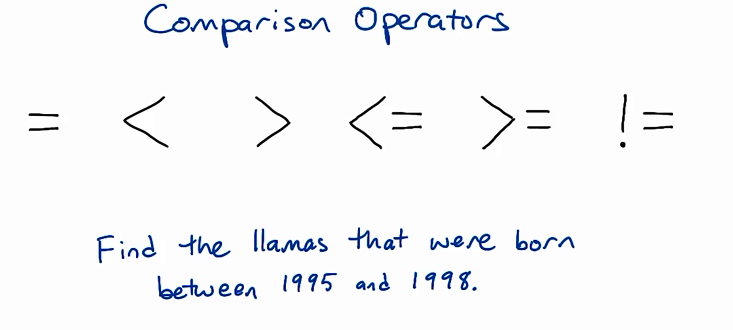 Comparison Operators
= < > <= >= !=
Find the llamas that were born
between 1995 and 1998.